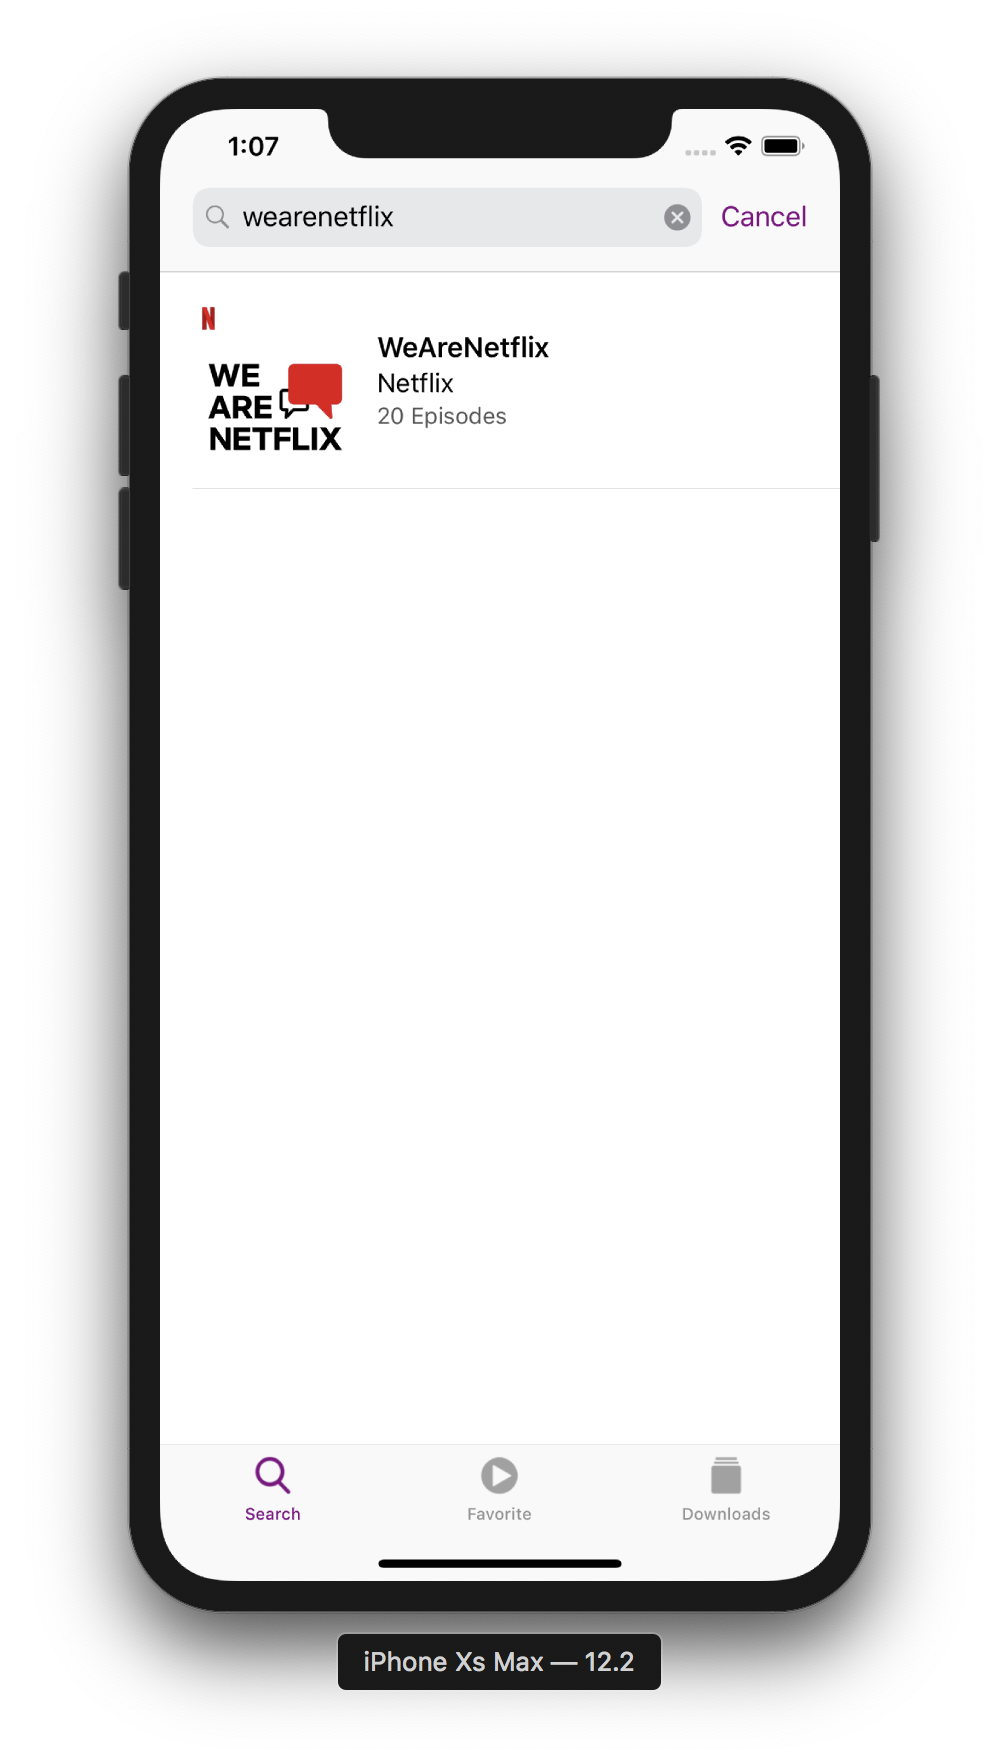 1:07
wearenetflix
Cancel
N
WE
ARE
NETFLIX
WeAreNetflix
Netflix
20 Episodes
Search
Favorite
Downloads
iPhone Xs Max — 12.2